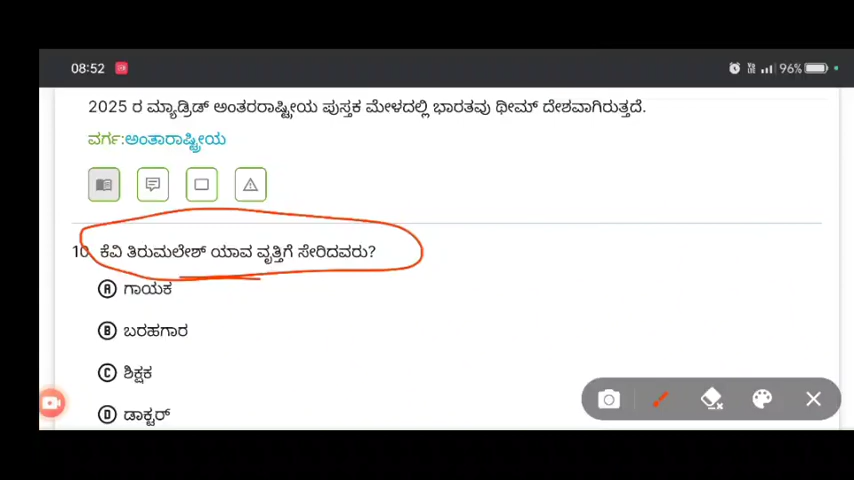 08:52
96%
2025 ರ ಮ್ಯಾಡ್ರಿಡ್ ಅಂತರರಾಷ್ಟ್ರೀಯ ಪುಸ್ತಕ ಮೇಳದಲ್ಲಿ ಭಾರತವು ಥೀಮ್ ದೇಶವಾಗಿರುತ್ತದೆ.
ವರ್ಗ:ಅಂತಾರಾಷ್ಟ್ರೀಯ
10. ಕೆವಿ ತಿರುಮಲೇಶ್ ಯಾವ ವೃತ್ತಿಗೆ ಸೇರಿದವರು?
A ಗಾಯಕ
B ಬರಹಗಾರ
C ಶಿಕ್ಷಕ
D ಡಾಕ್ಟರ್